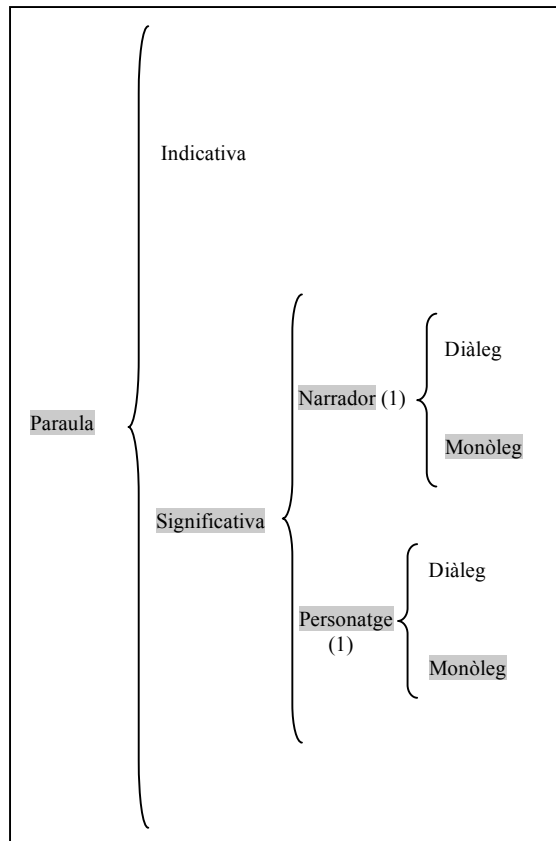 Indicativa
Diàleg
Narrador (1)
Paraula
Monòleg
Significativa
Diàleg
Personatge
(1)
Monòleg